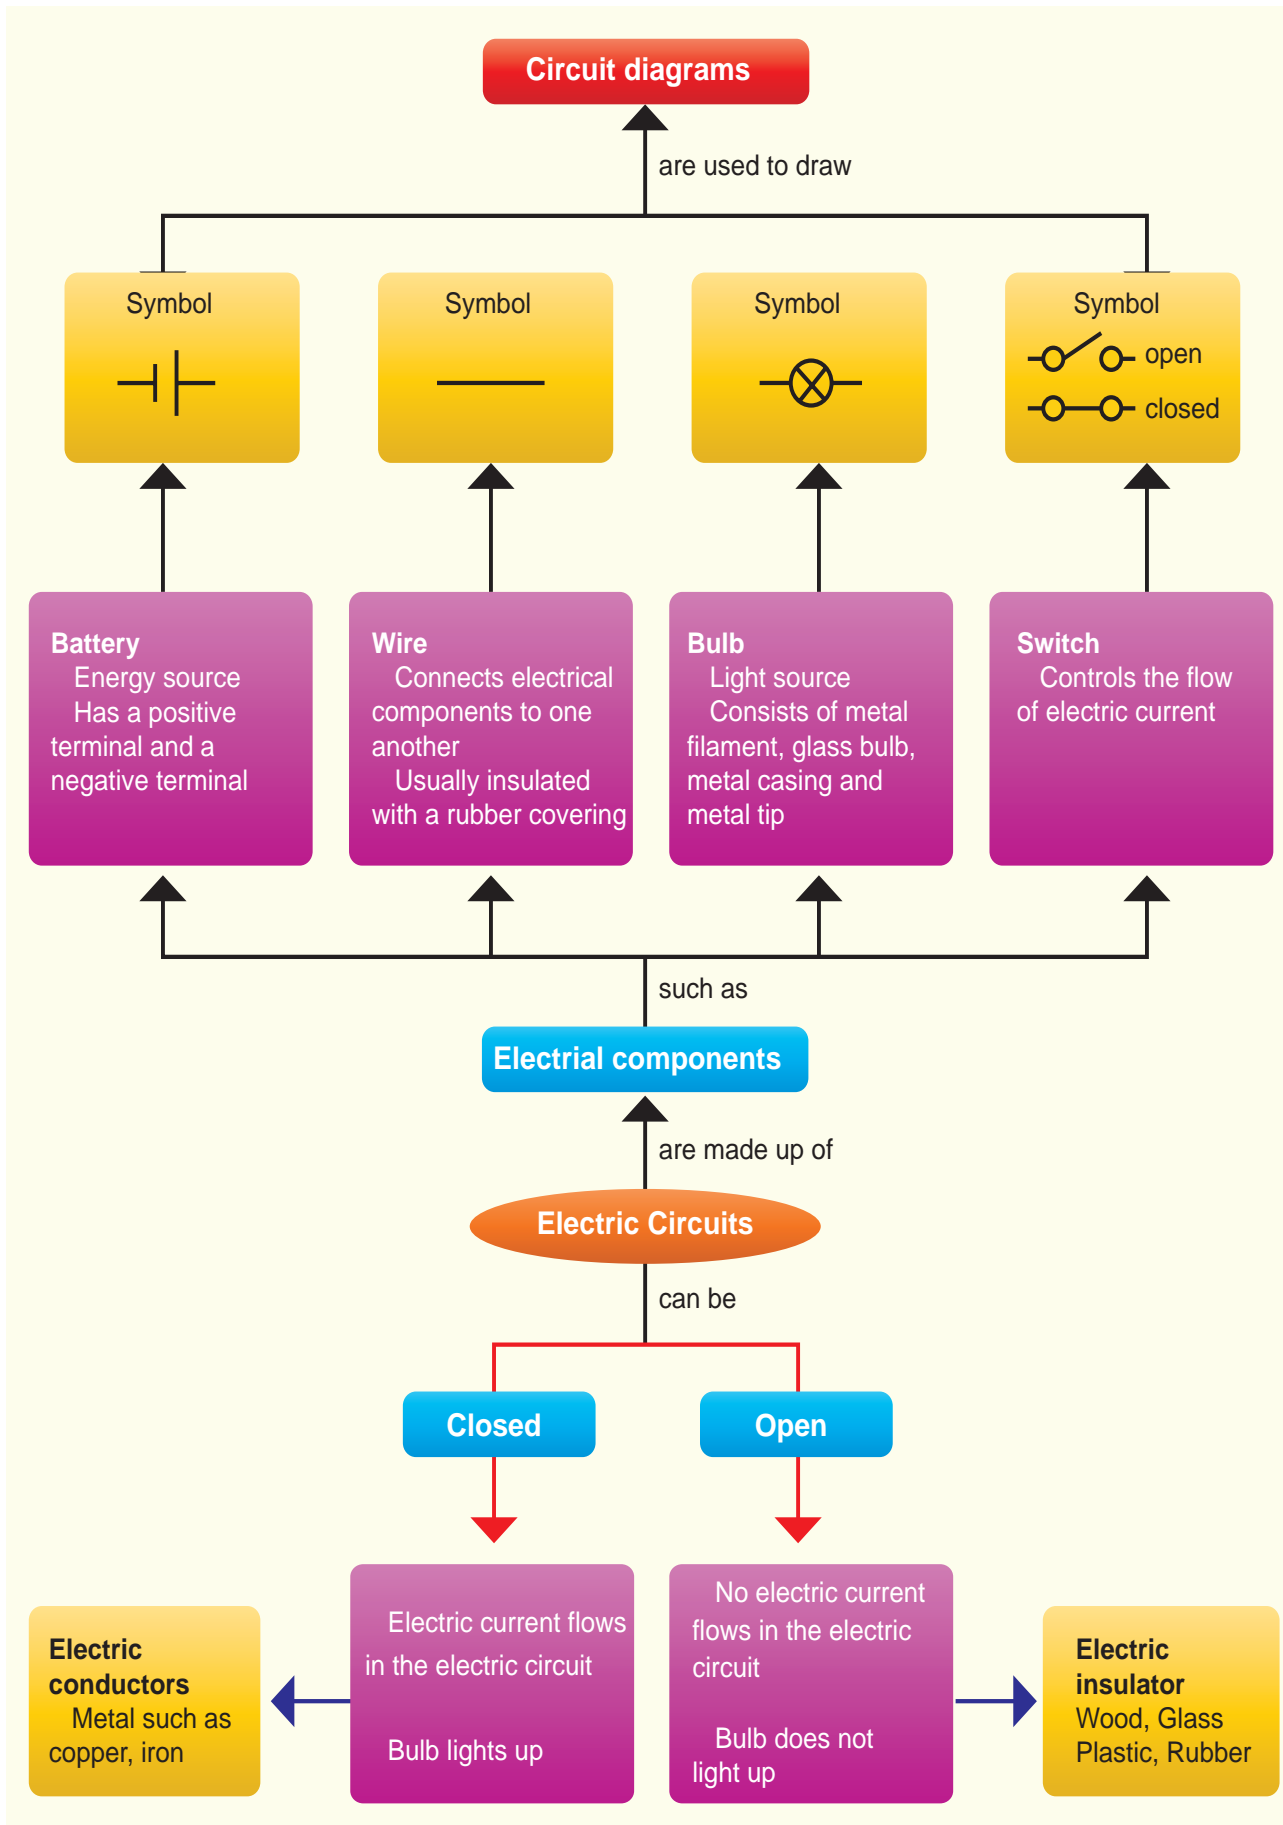 Circuit diagrams
are used to draw
Symbol
Symbol
Symbol
Symbol
open
closed
Battery
Energy source
Has a positive
terminal and a
negative terminal
Wire
Connects electrical
components to one
another
Usually insulated
with a rubber covering
Bulb
Light source
Consists of metal
filament, glass bulb,
metal casing and
metal tip
Switch
Controls the flow
of electric current
such as
Electrial components
are made up of
Electric Circuits
can be
Closed
Open
Electric conductors
Metal such as
copper, iron
Electric current flows
in the electric circuit
Bulb lights up
No electric current
flows in the electric
circuit
Bulb does not
light up
Electric
insulator
Wood, Glass
Plastic, Rubber